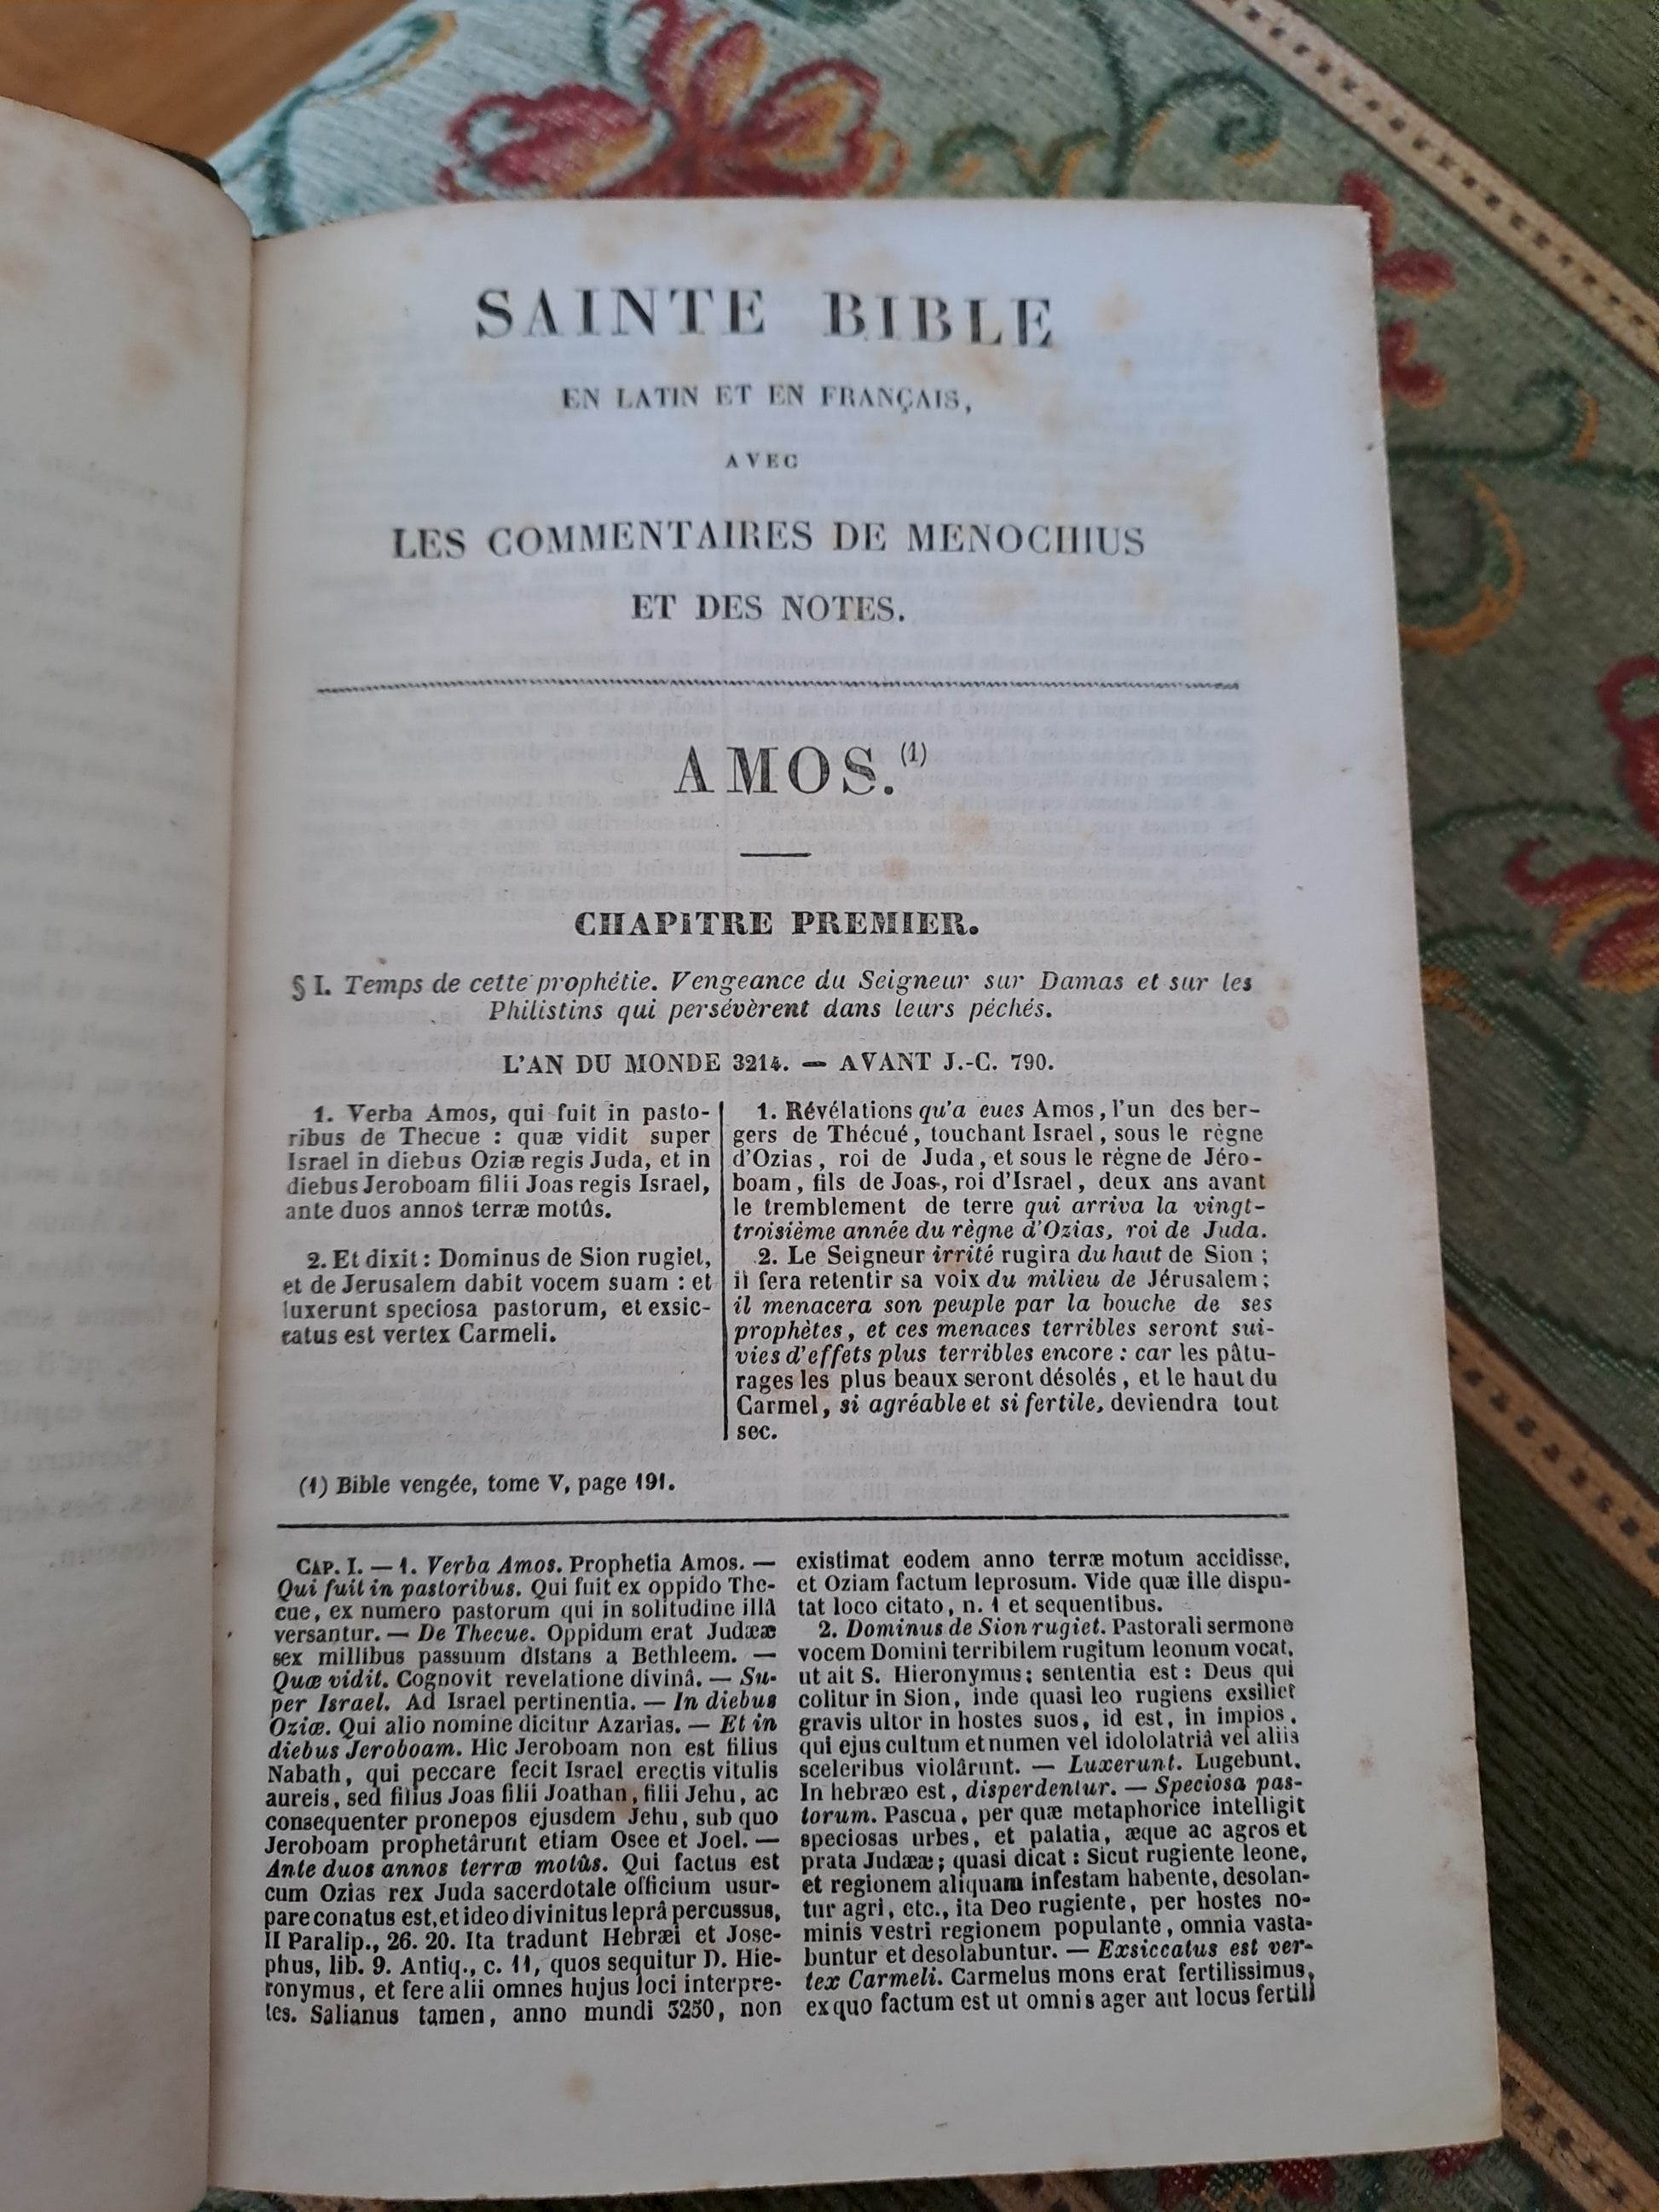 SAINTE BIBLE
EN LATIN ET EN FRANÇAIS,
AVEC
LES COMMENTAIRES DE MENOCHIUS
ET DES NOTES.
AMOS. (1)
CHAPITRE PREMIER.
§ I. Temps de cette prophétie. Vengeance du Seigneur sur Damas et sur les
Philistins qui persévèrent dans leurs péchés.
L'AN DU MONDE 3214. — AVANT J.-C. 790.
1. Verba Amos, qui fuit in pasto-
ribus de Thecue : quæ vidit super
Israel in diebus Oziæ regis Juda, et in
diebus Jeroboam filii Joas regis Israel,
ante duos annos terræ motûs.
2. Et dixit : Dominus de Sion rugiet,
et de Jerusalem dabit vocem suam : et
luxerunt speciosa pastorum, et exsic-
catus est vertex Carmeli.
1. Révélations qu'a eues Amos, l'un des ber-
gers de Thécué, touchant Israel, sous le règne
d'Ozias, roi de Juda, et sous le règne de Jéro-
boam, fils de Joas, roi d'Israel, deux ans avant
le tremblement de terre qui arriva la vingt-
troisième année du règne d'Ozias, roi de Juda.
2. Le Seigneur irrité rugira du haut de Sion ;
il fera retentir sa voix du milieu de Jérusalem ;
il menacera son peuple par la bouche de ses
prophètes, et ces menaces terribles seront sui-
vies d'effets plus terribles encore : car les pâtu-
rages les plus beaux seront désolés, et le haut du
Carmel, si agréable et si fertile, deviendra tout
sec.
(1) Bible vengée, tome V, page 191.
CAP. I. — 1. Verba Amos. Prophetia Amos. —
Qui fuit in pastoribus. Qui fuit ex oppido The-
cue, ex numero pastorum qui in solitudine illâ
versantur. — De Thecue. Oppidum erat Judææ
sex millibus passuum distans a Bethleem. —
Quæ vidit. Cognovit revelatione divinâ. — Su-
per Israel. Ad Israel pertinentia. — In diebus
Oziæ. Qui alio nomine dicitur Azarias. — Et in
diebus Jeroboam. Hic Jeroboam non est filius
Nabath, qui peccare fecit Israel erectis vitulis
aureis, sed filius Joas filii Joathan, filii Jehu, ac
consequenter pronepos ejusdem Jehu, sub quo
Jeroboam prophetârunt etiam Osee et Joel. —
Ante duos annos terræ motûs. Qui factus est
cum Ozias rex Juda sacerdotale officium usur-
pare conatus est, et ideo divinitus leprâ percussus,
II Paralip., 26. 20. Ita tradunt Hebræi et Jose-
phus, lib. 9. Antiq., c. 11, quos sequitur D. Hie-
ronymus, et fere alii omnes hujus loci interpre-
tes. Salianus tamen, anno mundi 3250, non
existimat eodem anno terræ motum accidisse,
et Oziam factum leprosum. Vide quæ ille dispu-
tat loco citato, n. 1 et sequentibus.
2. Dominus de Sion rugiet. Pastorali sermone
vocem Domini terribilem rugitum leonum vocat,
ut ait S. Hieronymus ; sententia est : Deus qui
colitur in Sion, inde quasi leo rugiens exsiliet
gravis ultor in hostes suos, id est, in impios,
qui ejus cultum et numen vel idololatriâ vel aliis
sceleribus violârunt. — Luxerunt. Lugebunt.
In hebræo est, disperdentur. — Speciosa pas-
torum. Pascua, per quæ metaphorice intelligit
speciosas urbes, et palatia, æque ac agros et
prata Judææ ; quasi dicat : Sicut rugiente leone,
et regionem aliquam infestam habente, desolan-
tur agri, etc., ita Deo rugiente, per hostes no-
minis vestri regionem populante, omnia vasta-
buntur et desolabuntur. — Exsiccatus est ver-
tex Carmeli. Carmelus mons erat fertilissimus,
ex quo factum est ut omnis ager aut locus fertili